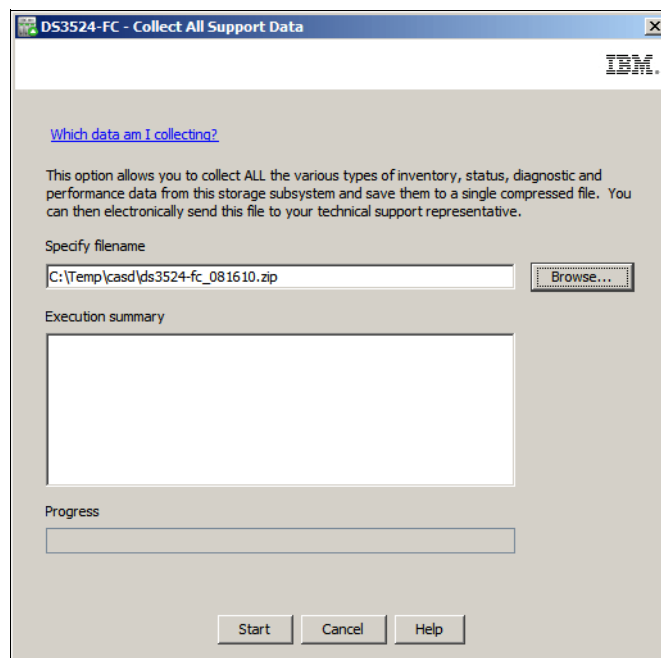 DS3524-FC - Collect All Support Data
IBM.
Which data am I collecting?
This option allows you to collect ALL the various types of inventory, status, diagnostic and
performance data from this storage subsystem and save them to a single compressed file. You
can then electronically send this file to your technical support representative.
Specify filename
C:\Temp\casd\ds3524-fc_081610.zip
Browse...
Execution summary
Progress
Start Cancel Help